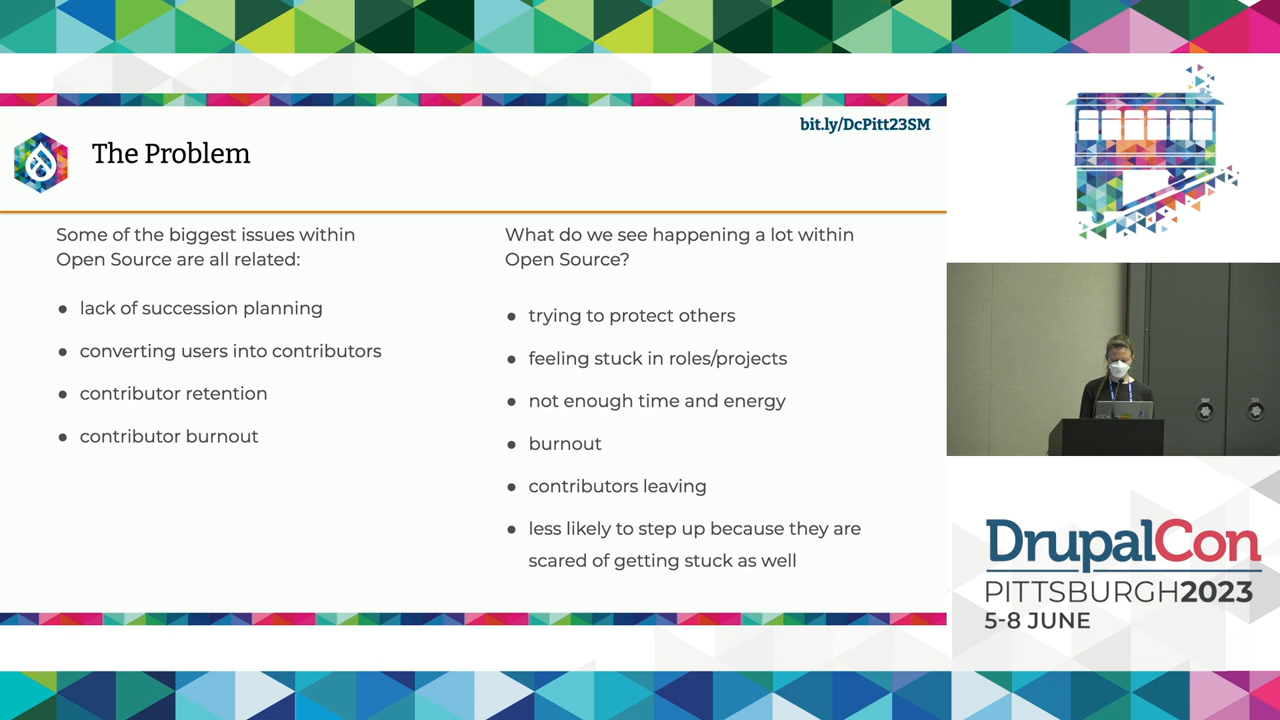 bit.ly/DcPitt23SM
The Problem
Some of the biggest issues within
Open Source are all related:
● lack of succession planning
● converting users into contributors
● contributor retention
● contributor burnout
What do we see happening a lot within
Open Source?
● trying to protect others
● feeling stuck in roles/projects
● not enough time and energy
● burnout
● contributors leaving
● less likely to step up because they are
scared of getting stuck as well
DrupalCon
PITTSBURGH2023
5-8 JUNE